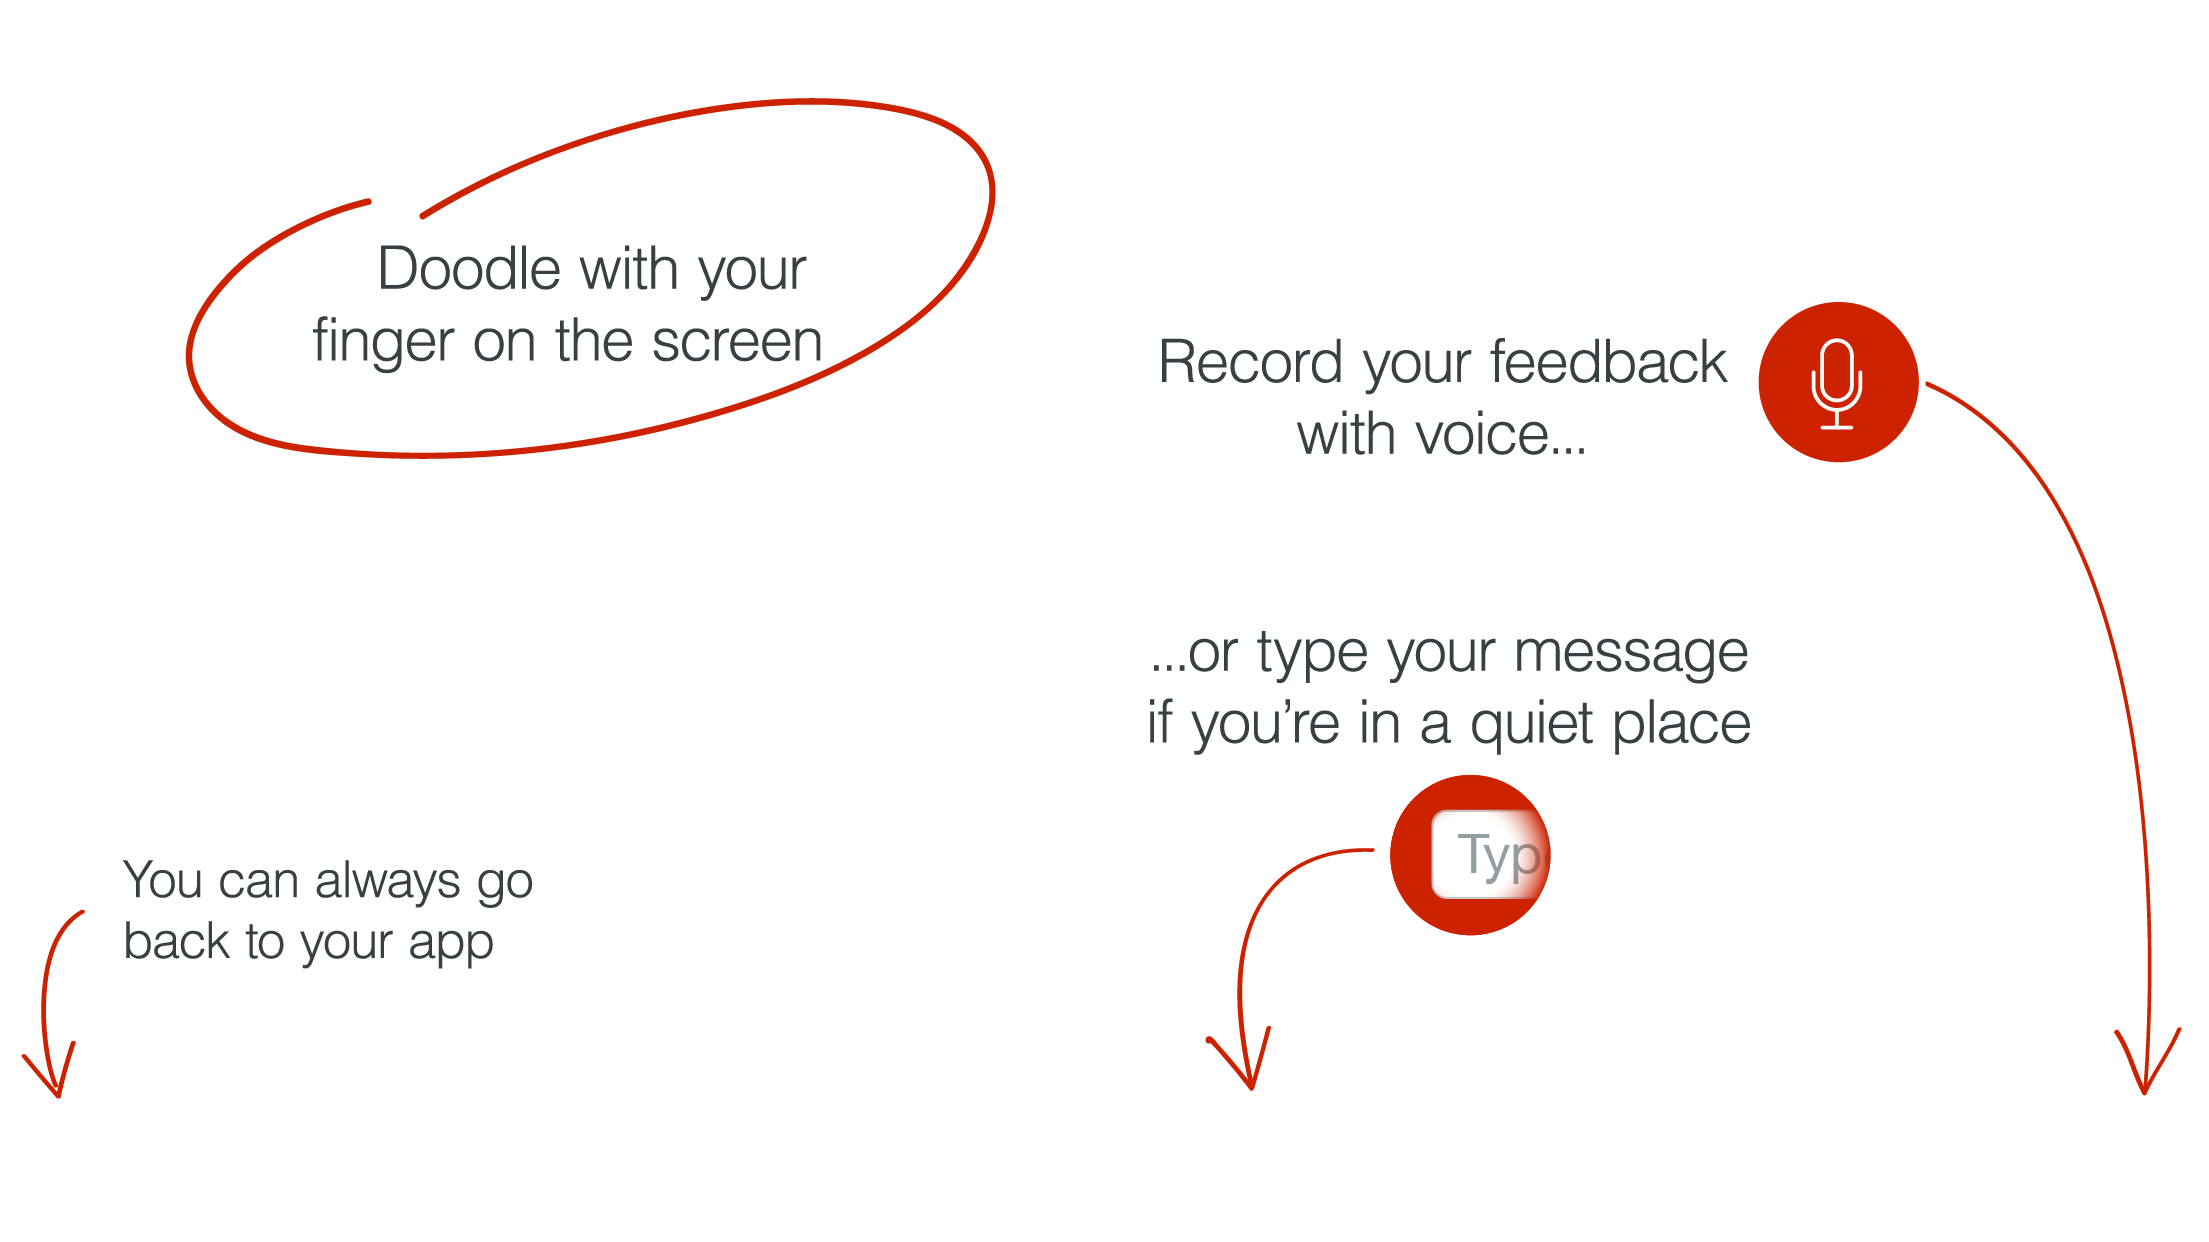 Doodle with your
finger on the screen
Record your feedback
with voice...
...or type your message
if you’re in a quiet place
Typ
You can always go
back to your app